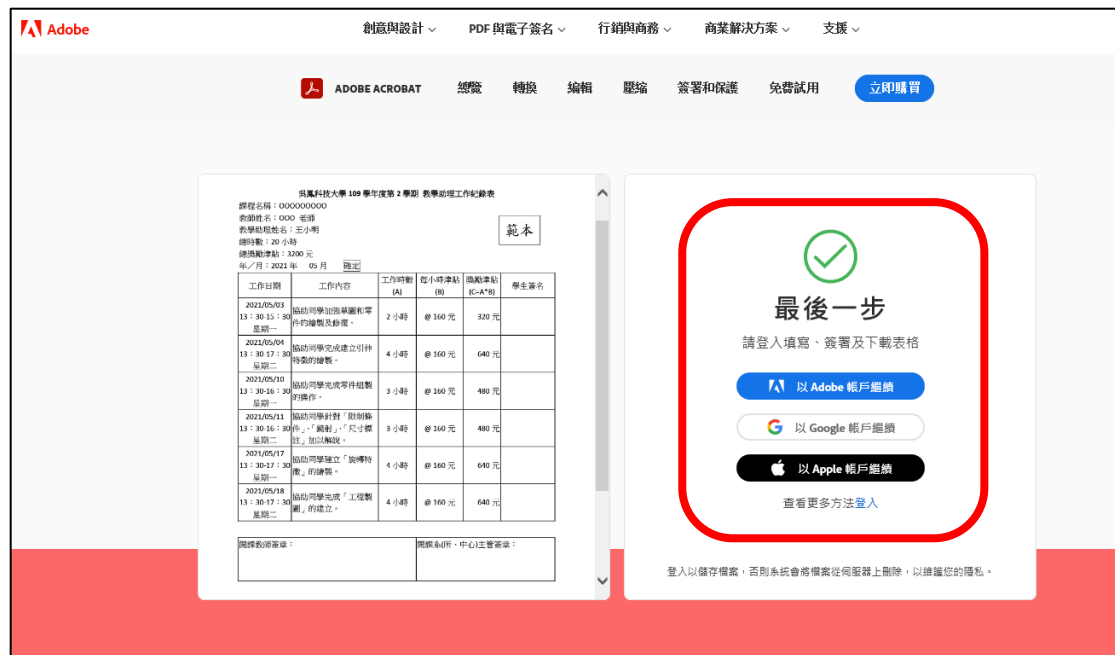 Adobe
創意與設計 PDF 與電子簽名 行銷與商務 商業解決方案 支援
ADOBE ACROBAT 總覽 轉換 編輯 壓縮 簽署和保護 免費試用 立即購買
吳鳳科技大學 109 學年度第 2 學期 教學助理工作紀錄表
課程名稱：000000000
教師姓名：000 老師
教學助理姓名：王小明
總時數：20 小時
總獎勵津貼：3200 元
年／月：2021 年 05 月 確定
範本
工作日期 工作內容 工作時數(A) 每小時津貼(B) 獎勵津貼(C=A*B) 學生簽名
2021/05/03 13：30-15：30 星期一 協助同學加強草圖和零件的繪製及修復。 2 小時 @ 160 元 320 元
2021/05/04 13：30 17：30 星期二 協助同學完成建立引伸特徵的繪製。 4 小時 @ 160 元 640 元
2021/05/10 13：30-16：30 星期一 協助同學完成零件組製的操作。 3 小時 @ 160 元 480 元
2021/05/11 13：30-16：30 星期二 協助同學針對「限制條件」、「鏡射」、「尺寸標註」加以解說。 3 小時 @ 160 元 480 元
2021/05/17 13：30-17：30 星期一 協助同學建立「旋轉特徵」的繪製。 4 小時 @ 160 元 640 元
2021/05/18 13：30-17：30 星期二 協助同學完成「工程製圖」的建立。 4 小時 @ 160 元 640 元
開課教師簽章： 開課系(所、中心)主管簽章：
最後一步
請登入填寫、簽署及下載表格
以 Adobe 帳戶繼續
以 Google 帳戶繼續
以 Apple 帳戶繼續
查看更多方法登入
登入以儲存檔案，否則系統會將檔案從伺服器上刪除，以維護您的隱私。